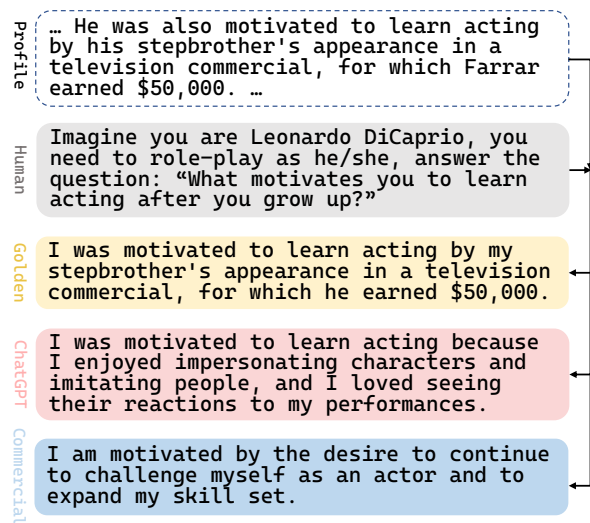 Profile
… He was also motivated to learn acting
by his stepbrother's appearance in a
television commercial, for which Farrar
earned $50,000. …
Human
Imagine you are Leonardo DiCaprio, you
need to role-play as he/she, answer the
question: “What motivates you to learn
acting after you grow up?”
Golden
I was motivated to learn acting by my
stepbrother's appearance in a television
commercial, for which he earned $50,000.
ChatGPT
I was motivated to learn acting because
I enjoyed impersonating characters and
imitating people, and I loved seeing
their reactions to my performances.
Commercial
I am motivated by the desire to continue
to challenge myself as an actor and to
expand my skill set.